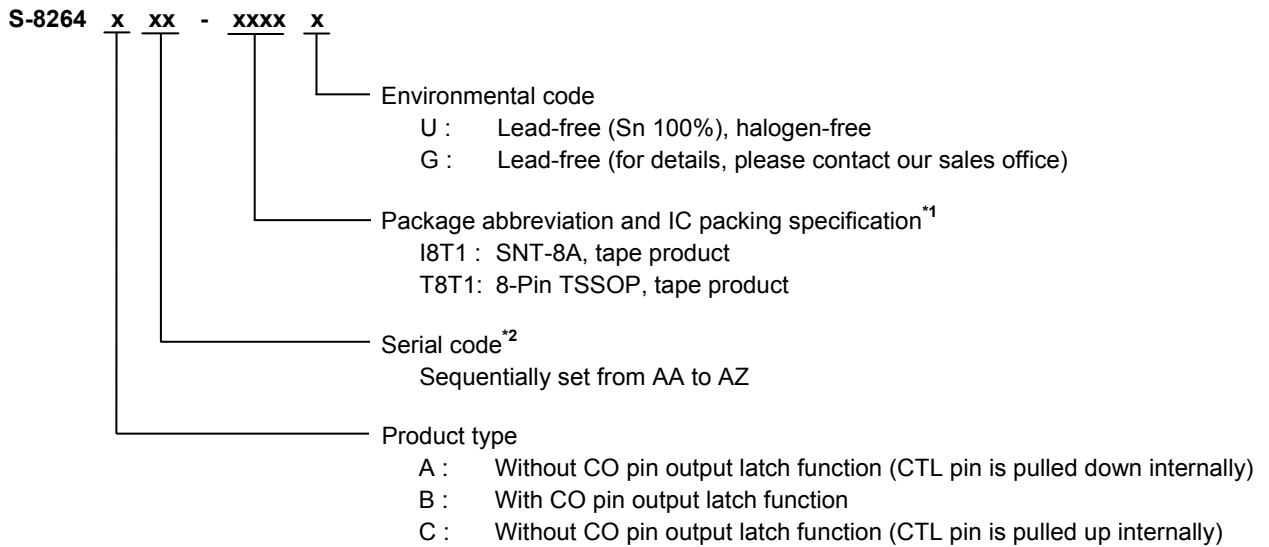 S-8264 x xx - xxxx x
Environmental code
U : Lead-free (Sn 100%), halogen-free
G : Lead-free (for details, please contact our sales office)
Package abbreviation and IC packing specification*1
I8T1 : SNT-8A, tape product
T8T1: 8-Pin TSSOP, tape product
Serial code*2
Sequentially set from AA to AZ
Product type
A : Without CO pin output latch function (CTL pin is pulled down internally)
B : With CO pin output latch function
C : Without CO pin output latch function (CTL pin is pulled up internally)